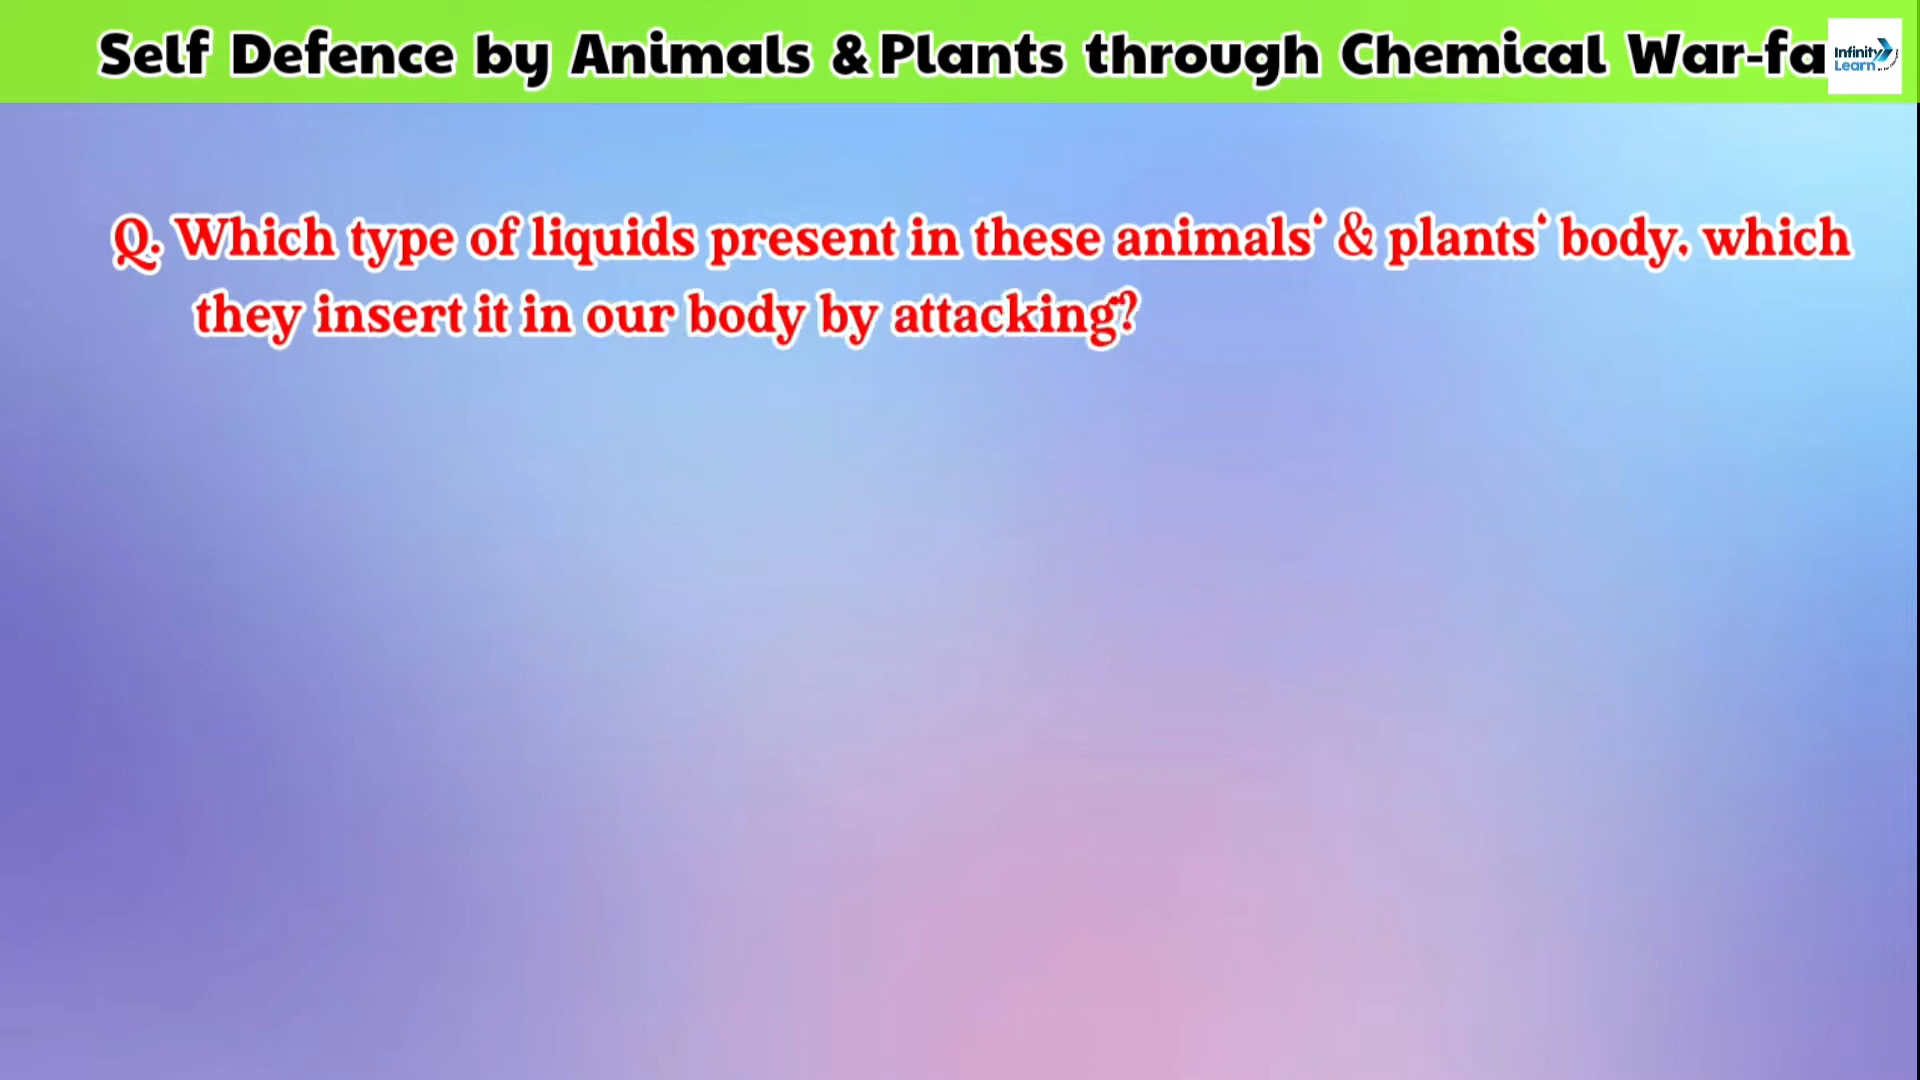 Self Defence by Animals & Plants through Chemical War-fa
Infinity
Learn
Q. Which type of liquids present in these animals‘ & plants‘ body, which
they insert it in our body by attacking?